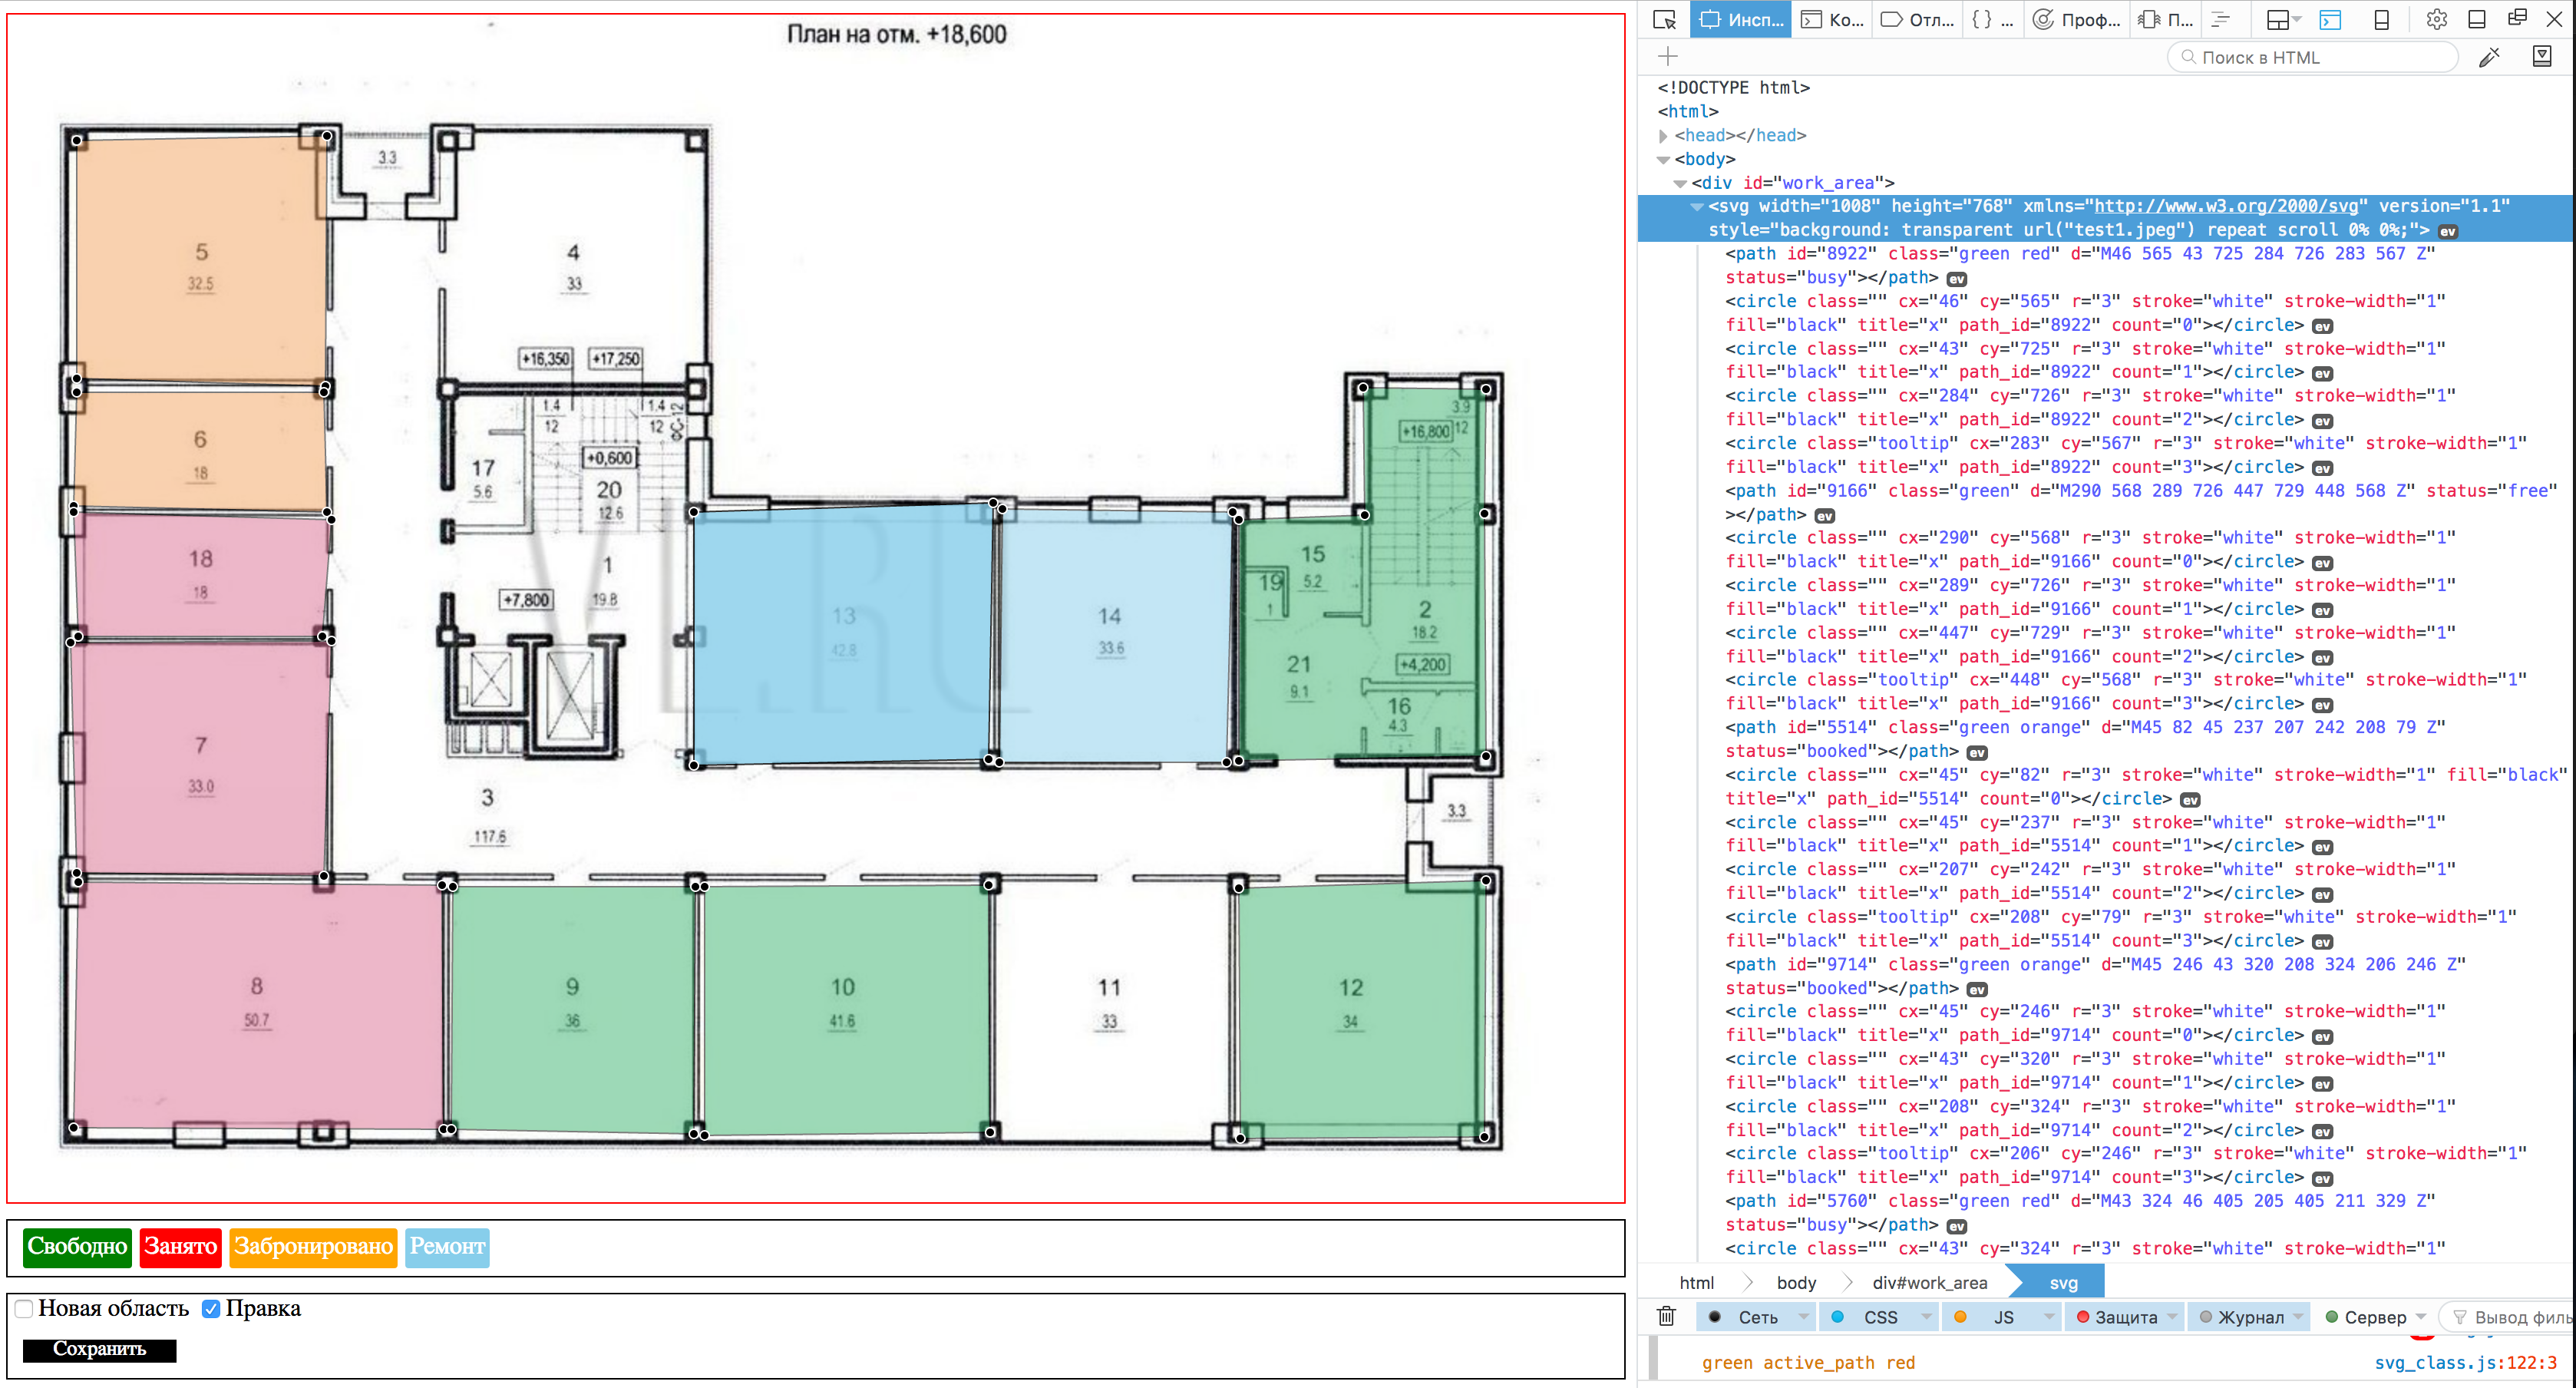 План на отм. +18,600
3.3
5
32.5
4
33
+16,350
+17,250
1.4
12
1.4
12
ФС-12
3.9
12
+16,800
6
18
17
5.6
+0,600
20
12.6
18
18
1
19.8
+7,800
13
42.8
14
33.6
15
5.2
19
1
2
18.2
+4,200
21
9.1
16
4.3
7
33.0
3
117.6
3.3
8
50.7
9
36
10
41.6
11
33
12
34
VL.RU
Свободно Занято Забронировано Ремонт
Новая область Правка
Сохранить
Инсп... Ко... Отл... {} ... Проф... П...
Поиск в HTML
<!DOCTYPE html>
<html>
<head></head>
<body>
<div id="work_area">
<svg width="1008" height="768" xmlns="http://www.w3.org/2000/svg" version="1.1"
style="background: transparent url("test1.jpeg") repeat scroll 0% 0%;"> ev
<path id="8922" class="green red" d="M46 565 43 725 284 726 283 567 Z"
status="busy"></path> ev
<circle class="" cx="46" cy="565" r="3" stroke="white" stroke-width="1"
fill="black" title="x" path_id="8922" count="0"></circle> ev
<circle class="" cx="43" cy="725" r="3" stroke="white" stroke-width="1"
fill="black" title="x" path_id="8922" count="1"></circle> ev
<circle class="" cx="284" cy="726" r="3" stroke="white" stroke-width="1"
fill="black" title="x" path_id="8922" count="2"></circle> ev
<circle class="tooltip" cx="283" cy="567" r="3" stroke="white" stroke-width="1"
fill="black" title="x" path_id="8922" count="3"></circle> ev
<path id="9166" class="green" d="M290 568 289 726 447 729 448 568 Z" status="free"
></path> ev
<circle class="" cx="290" cy="568" r="3" stroke="white" stroke-width="1"
fill="black" title="x" path_id="9166" count="0"></circle> ev
<circle class="" cx="289" cy="726" r="3" stroke="white" stroke-width="1"
fill="black" title="x" path_id="9166" count="1"></circle> ev
<circle class="" cx="447" cy="729" r="3" stroke="white" stroke-width="1"
fill="black" title="x" path_id="9166" count="2"></circle> ev
<circle class="tooltip" cx="448" cy="568" r="3" stroke="white" stroke-width="1"
fill="black" title="x" path_id="9166" count="3"></circle> ev
<path id="5514" class="green orange" d="M45 82 45 237 207 242 208 79 Z"
status="booked"></path> ev
<circle class="" cx="45" cy="82" r="3" stroke="white" stroke-width="1" fill="black"
title="x" path_id="5514" count="0"></circle> ev
<circle class="" cx="45" cy="237" r="3" stroke="white" stroke-width="1"
fill="black" title="x" path_id="5514" count="1"></circle> ev
<circle class="" cx="207" cy="242" r="3" stroke="white" stroke-width="1"
fill="black" title="x" path_id="5514" count="2"></circle> ev
<circle class="tooltip" cx="208" cy="79" r="3" stroke="white" stroke-width="1"
fill="black" title="x" path_id="5514" count="3"></circle> ev
<path id="9714" class="green orange" d="M45 246 43 320 208 324 206 246 Z"
status="booked"></path> ev
<circle class="" cx="45" cy="246" r="3" stroke="white" stroke-width="1"
fill="black" title="x" path_id="9714" count="0"></circle> ev
<circle class="" cx="43" cy="320" r="3" stroke="white" stroke-width="1"
fill="black" title="x" path_id="9714" count="1"></circle> ev
<circle class="" cx="208" cy="324" r="3" stroke="white" stroke-width="1"
fill="black" title="x" path_id="9714" count="2"></circle> ev
<circle class="tooltip" cx="206" cy="246" r="3" stroke="white" stroke-width="1"
fill="black" title="x" path_id="9714" count="3"></circle> ev
<path id="5760" class="green red" d="M43 324 46 405 205 405 211 329 Z"
status="busy"></path> ev
<circle class="" cx="43" cy="324" r="3" stroke="white" stroke-width="1"
html body div#work_area svg
Сеть CSS JS Защита Журнал Сервер Вывод филь
green active_path red svg_class.js:122:3